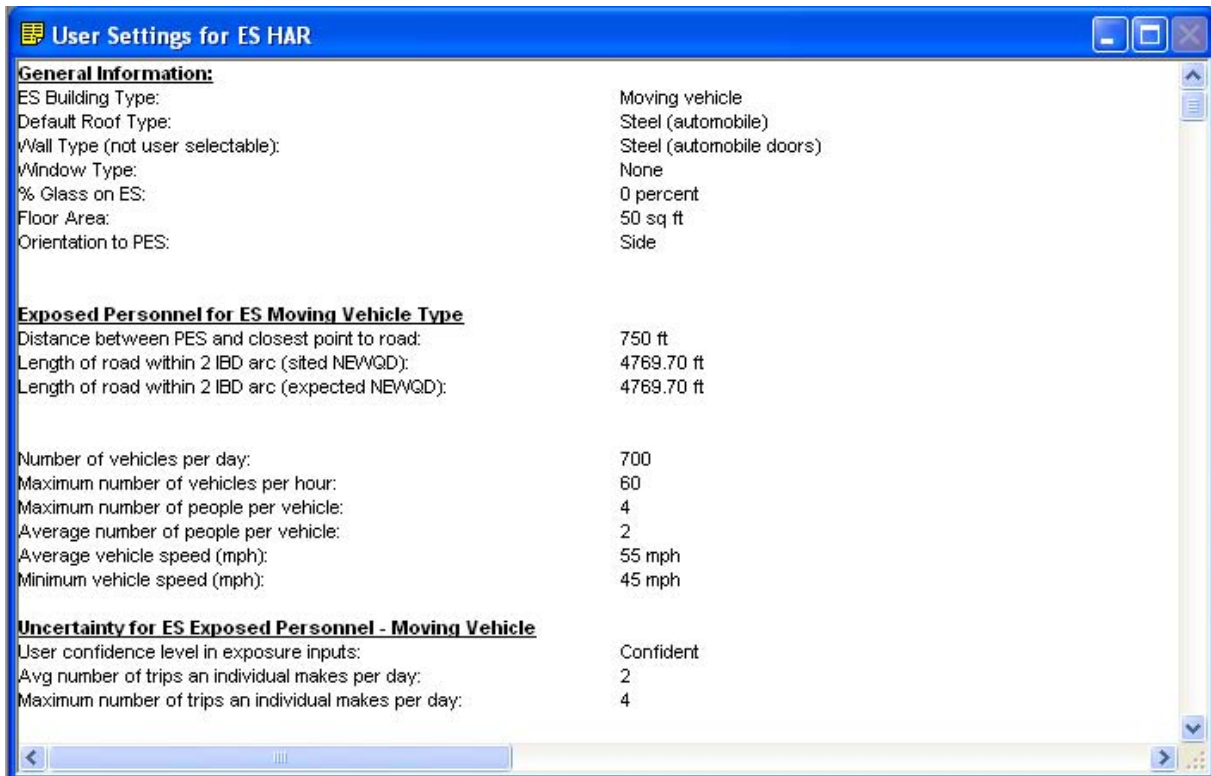 User Settings for ES HAR
General Information:
ES Building Type: Moving vehicle
Default Roof Type: Steel (automobile)
Wall Type (not user selectable): Steel (automobile doors)
Window Type: None
% Glass on ES: 0 percent
Floor Area: 50 sq ft
Orientation to PES: Side
Exposed Personnel for ES Moving Vehicle Type
Distance between PES and closest point to road: 750 ft
Length of road within 2 IBD arc (sited NEWQD): 4769.70 ft
Length of road within 2 IBD arc (expected NEWQD): 4769.70 ft
Number of vehicles per day: 700
Maximum number of vehicles per hour: 60
Maximum number of people per vehicle: 4
Average number of people per vehicle: 2
Average vehicle speed (mph): 55 mph
Minimum vehicle speed (mph): 45 mph
Uncertainty for ES Exposed Personnel - Moving Vehicle
User confidence level in exposure inputs: Confident
Avg number of trips an individual makes per day: 2
Maximum number of trips an individual makes per day: 4